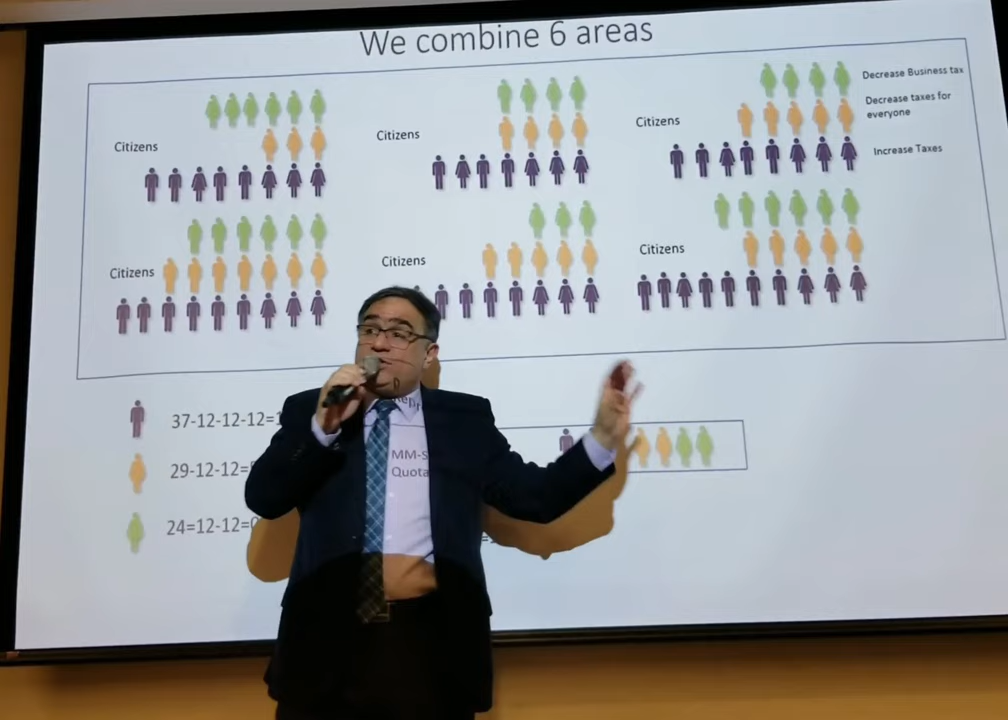 We combine 6 areas
Citizens
Citizens
Citizens
Decrease Business tax
Decrease taxes for
everyone
Increase Taxes
Citizens
Citizens
Citizens
37-12-12-12=
29-12-12=
24=12-12=
MM-S
Quota